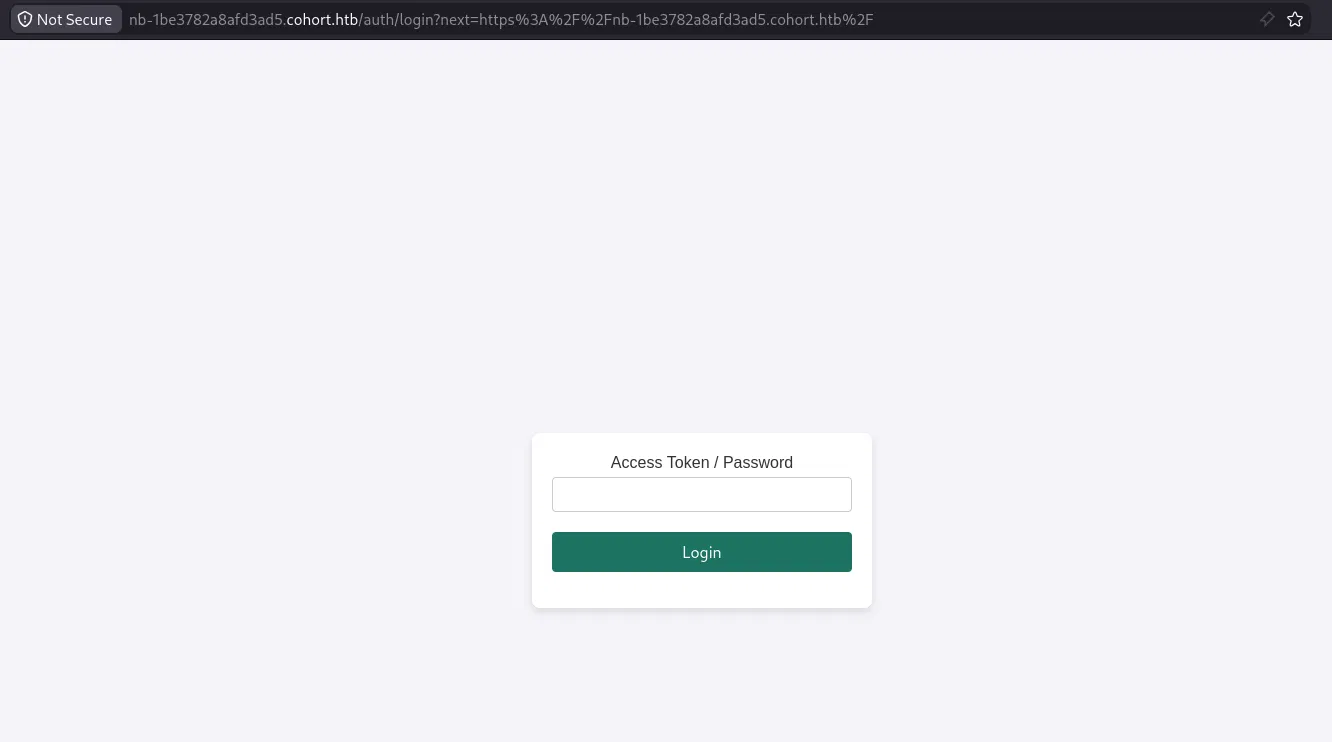 Not Secure nb-1be3782a8afd3ad5.cohort.htb/auth/login?next=https%3A%2F%2Fnb-1be3782a8afd3ad5.cohort.htb%2F
Access Token / Password
Login